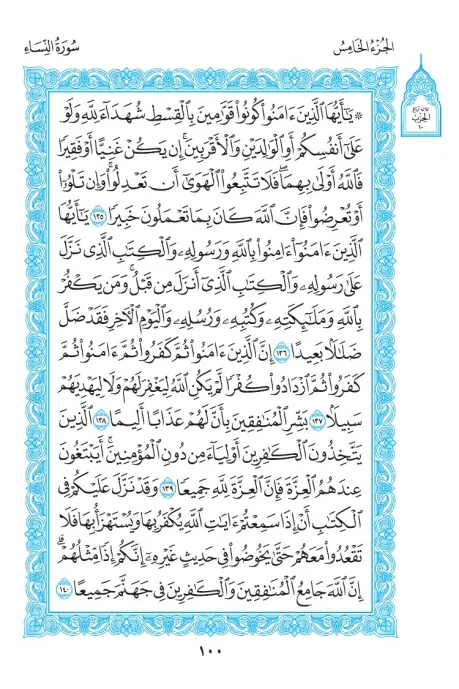 الجُزْءُ الخَامِسُ
سُورَةُ النِّسَاءِ
ثلاثة أرباع
الحزب
١٠
۞ يَٰٓأَيُّهَا ٱلَّذِينَ ءَامَنُواْ كُونُواْ قَوَّٰمِينَ بِٱلْقِسْطِ شُهَدَآءَ لِلَّهِ وَلَوْ
عَلَىٰٓ أَنفُسِكُمْ أَوِ ٱلْوَٰلِدَيْنِ وَٱلْأَقْرَبِينَۚ إِن يَكُنْ غَنِيًّا أَوْ فَقِيرًا
فَٱللَّهُ أَوْلَىٰ بِهِمَاۖ فَلَا تَتَّبِعُواْ ٱلْهَوَىٰٓ أَن تَعْدِلُواْۚ وَإِن تَلْوُۥٓاْ
أَوْ تُعْرِضُواْ فَإِنَّ ٱللَّهَ كَانَ بِمَا تَعْمَلُونَ خَبِيرًا ١٣٥ يَٰٓأَيُّهَا
ٱلَّذِينَ ءَامَنُوٓاْ ءَامِنُواْ بِٱللَّهِ وَرَسُولِهِۦ وَٱلْكِتَٰبِ ٱلَّذِى نَزَّلَ
عَلَىٰ رَسُولِهِۦ وَٱلْكِتَٰبِ ٱلَّذِىٓ أَنزَلَ مِن قَبْلُۚ وَمَن يَكْفُرْ
بِٱللَّهِ وَمَلَٰٓئِكَتِهِۦ وَكُتُبِهِۦ وَرُسُلِهِۦ وَٱلْيَوْمِ ٱلْأٓخِرِ فَقَدْ ضَلَّ
ضَلَٰلَۢا بَعِيدًا ١٣٦ إِنَّ ٱلَّذِينَ ءَامَنُواْ ثُمَّ كَفَرُواْ ثُمَّ ءَامَنُواْ ثُمَّ
كَفَرُواْ ثُمَّ ٱزْدَادُواْ كُفْرًا لَّمْ يَكُنِ ٱللَّهُ لِيَغْفِرَ لَهُمْ وَلَا لِيَهْدِيَهُمْ
سَبِيلَۢا ١٣٧ بَشِّرِ ٱلْمُنَٰفِقِينَ بِأَنَّ لَهُمْ عَذَابًا أَلِيمًا ١٣٨ ٱلَّذِينَ
يَتَّخِذُونَ ٱلْكَٰفِرِينَ أَوْلِيَآءَ مِن دُونِ ٱلْمُؤْمِنِينَۚ أَيَبْتَغُونَ
عِندَهُمُ ٱلْعِزَّةَ فَإِنَّ ٱلْعِزَّةَ لِلَّهِ جَمِيعًا ١٣٩ وَقَدْ نَزَّلَ عَلَيْكُمْ فِى
ٱلْكِتَٰبِ أَنْ إِذَا سَمِعْتُمْ ءَايَٰتِ ٱللَّهِ يُكْفَرُ بِهَا وَيُسْتَهْزَأُ بِهَا فَلَا
تَقْعُدُواْ مَعَهُمْ حَتَّىٰ يَخُوضُواْ فِى حَدِيثٍ غَيْرِهِۦٓ إِنَّكُمْ إِذًا مِّثْلُهُمْۗ
إِنَّ ٱللَّهَ جَامِعُ ٱلْمُنَٰفِقِينَ وَٱلْكَٰفِرِينَ فِى جَهَنَّمَ جَمِيعًا ١٤٠
١٠٠